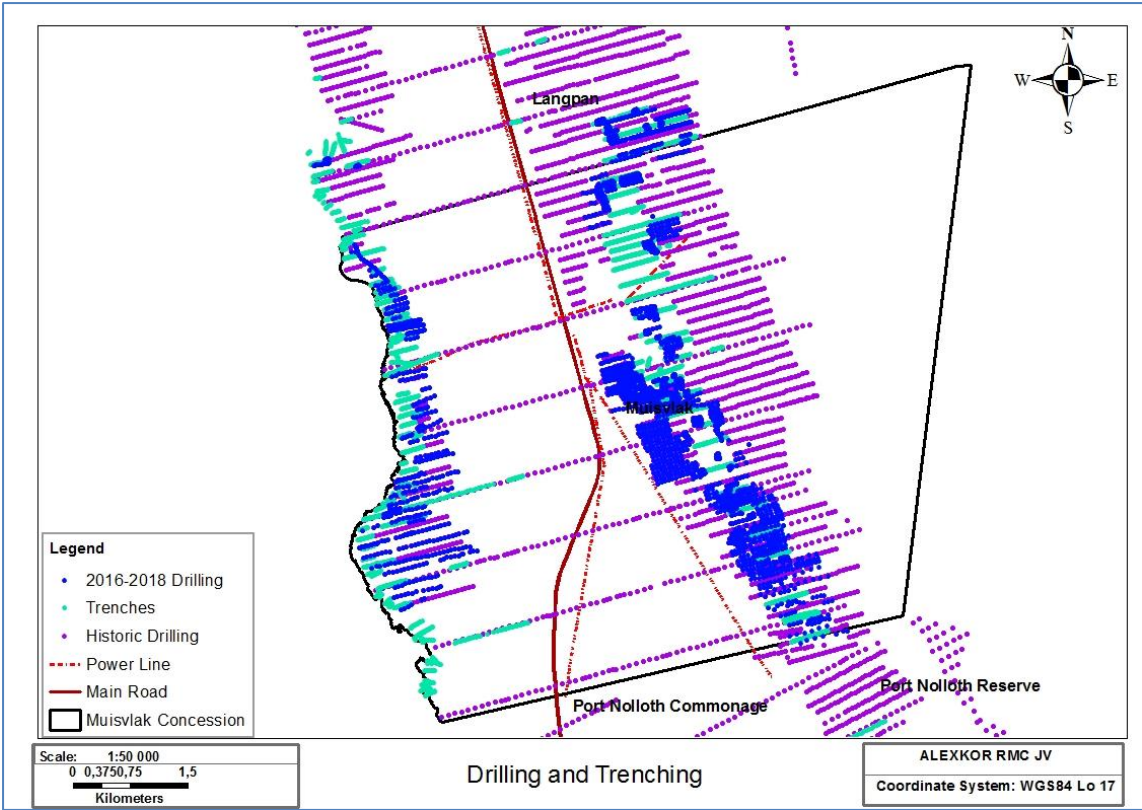 N
W
E
S
Langpan
Muisvlak
Port Nolloth Reserve
Port Nolloth Commonage
Legend
2016-2018 Drilling
Trenches
Historic Drilling
Power Line
Main Road
Muisvlak Concession
Scale: 1:50 000
0 0,3750,75 1,5
Kilometers
Drilling and Trenching
ALEXKOR RMC JV
Coordinate System: WGS84 Lo 17